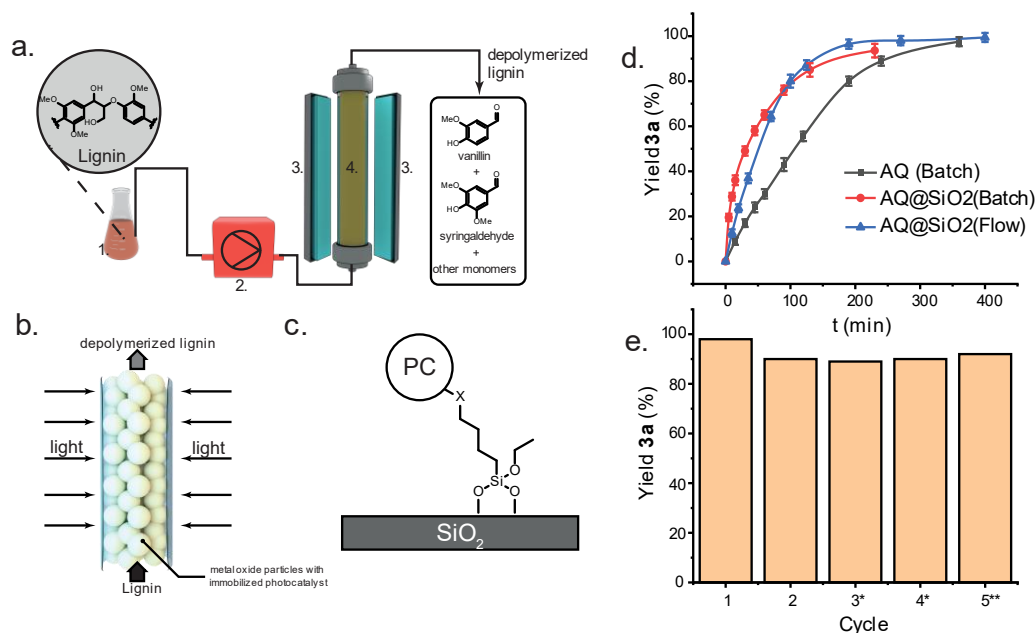 a.
MeO
OH
O
MeO
HO
OMe
OMe
Lignin
1.
2.
3.
4.
3.
depolymerized
lignin
MeO
O
HO
vanillin
+
MeO
O
HO
OMe
syringaldehyde
+
other monomers
b.
depolymerized lignin
light
light
metal oxide particles with
immobilized photocatalyst
Lignin
c.
PC
X
Si
O
O
O
SiO2
d.
Yield 3a (%)
100
80
60
40
20
0
AQ (Batch)
AQ@SiO2(Batch)
AQ@SiO2(Flow)
0
100
200
300
400
t (min)
e.
Yield 3a (%)
100
80
60
40
20
0
1
2
3*
4*
5**
Cycle